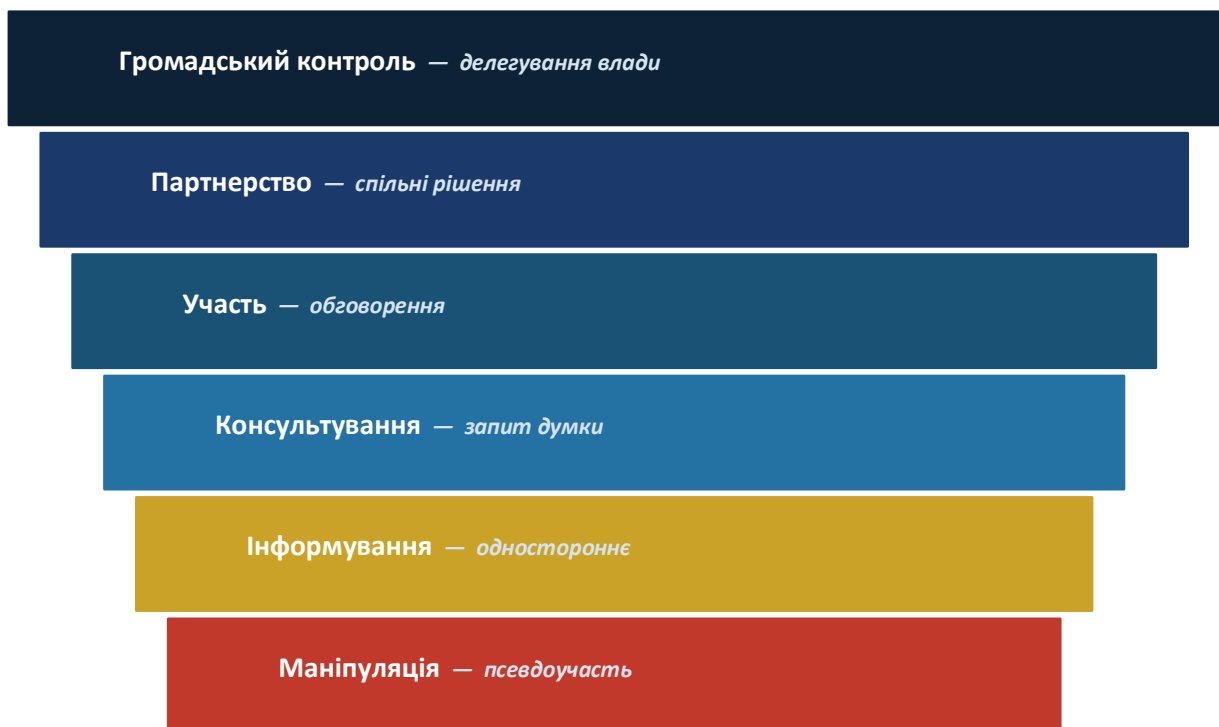 Громадський контроль — делегування влади
Партнерство — спільні рішення
Участь — обговорення
Консультування — запит думки
Інформування — одностороннє
Маніпуляція — псевдоучасть